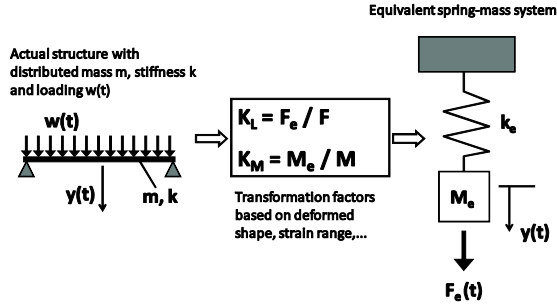 Equivalent spring-mass system
Actual structure with
distributed mass m, stiffness k
and loading w(t)
w(t)
y(t)
m, k
K_L = F_e / F
K_M = M_e / M
Transformation factors
based on deformed
shape, strain range,...
k_e
M_e
y(t)
F_e(t)